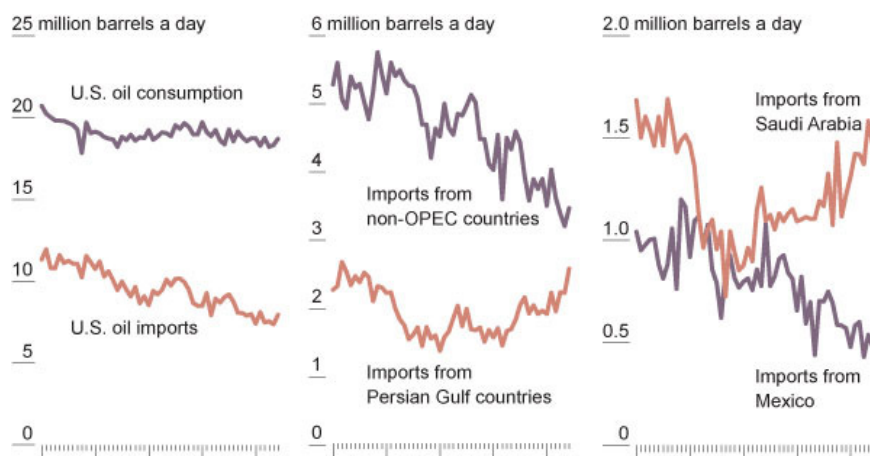 25 million barrels a day
U.S. oil consumption
20
15
10
U.S. oil imports
5
0
6 million barrels a day
5
4
Imports from
non-OPEC countries
3
2
1
Imports from
Persian Gulf countries
0
2.0 million barrels a day
Imports from
Saudi Arabia
1.5
1.0
0.5
Imports from
Mexico
0.0